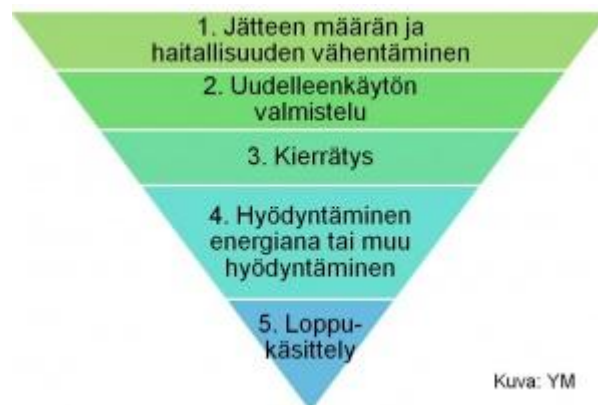 1. Jätteen määrän ja
haitallisuuden vähentäminen
2. Uudelleenkäytön
valmistelu
3. Kierrätys
4. Hyödyntäminen
energiana tai muu
hyödyntäminen
5. Loppu-
käsittely
Kuva: YM